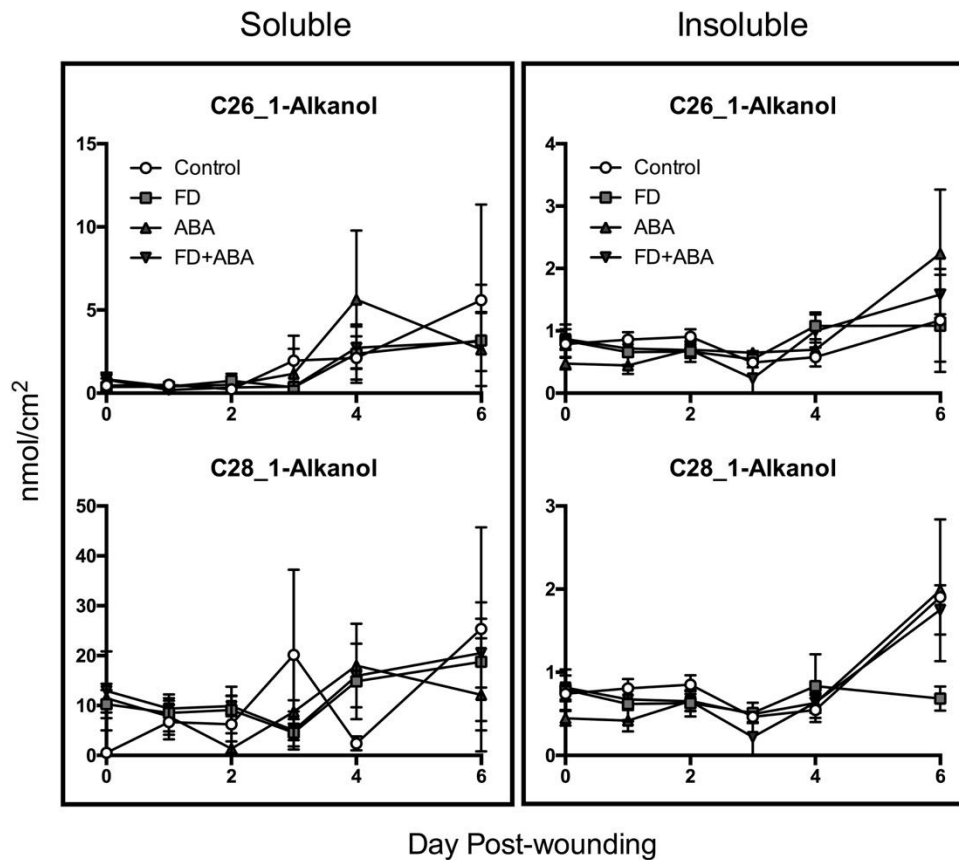 Soluble
Insoluble
C26_1-Alkanol
15
10
5
0
Control
FD
ABA
FD+ABA
0 2 4 6
C26_1-Alkanol
4
3
2
1
0
Control
FD
ABA
FD+ABA
0 2 4 6
C28_1-Alkanol
50
40
30
20
10
0
0 2 4 6
C28_1-Alkanol
3
2
1
0
0 2 4 6
nmol/cm²
Day Post-wounding